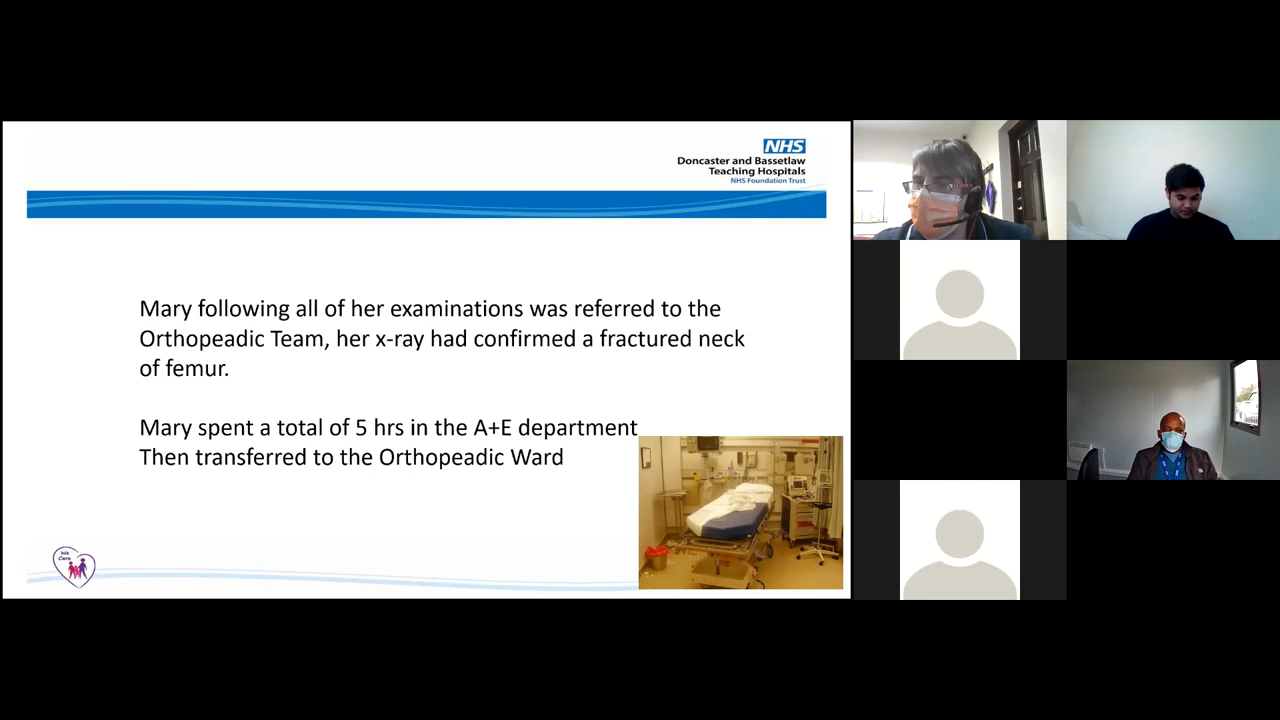 NHS
Doncaster and Bassetlaw
Teaching Hospitals
NHS Foundation Trust
Mary following all of her examinations was referred to the
Orthopeadic Team, her x-ray had confirmed a fractured neck
of femur.
Mary spent a total of 5 hrs in the A+E department
Then transferred to the Orthopeadic Ward
We
Care